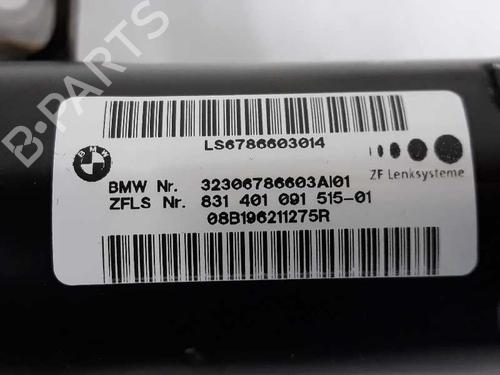 B-PARTS
LS6786603014
BMW Nr. 32306786603AI01
ZFLS Nr. 831 401 091 515-01
08B196211275R
ZF Lenksysteme